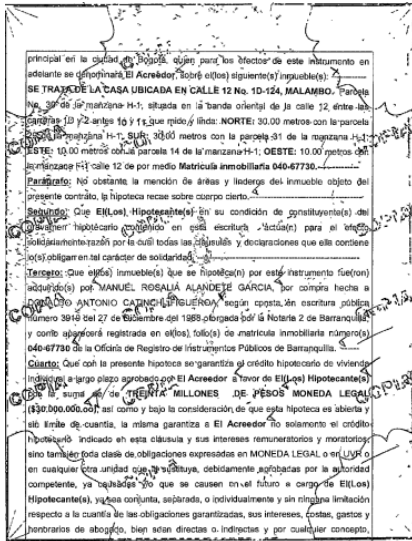 principal en la ciudad de Bogotá, quien para los efectos de este instrumento en
adelante se denominará El Acreedor, sobre el(los) siguiente(s) inmueble(s):
SE TRATA DE LA CASA UBICADA EN CALLE 12 No. 1D-124, MALAMBO. Parcela
No. 30 de la manzana H-1, situada en la banda oriental de la calle 12, entre las
carreras 1D y 2 antes 10 y 11 que mide y linda: NORTE: 30.00 metros con la parcela
manzana H-1; SUR: 30.00 metros con la parcela 31 de la manzana H-1;
ESTE: 10.00 metros con parcela 14 de la manzana H-1; OESTE: 10.00 metros con
la manzana calle 12 de por medio Matrícula inmobiliaria 040-67730.
Parágrafo: No obstante la mención de áreas y linderos del inmueble objeto del
presente contrato, la hipoteca recae sobre cuerpo cierto.
Segundo: Que El(Los) Hipotecante(s) en su condición de constituyente(s) del
gravamen hipotecario contenido en esta escritura actúa(n) para el efecto
solidariamente razón por la cual todas las cláusulas y declaraciones que ella contiene
lo(s) obligan en tal carácter de solidaridad.
Tercero: Que el(los) inmueble(s) que se hipoteca(n) por este instrumento fue(ron)
adquirido(s) por MANUEL ROSALIÁ ALANDETE GARCIA, por compra hecha a
DONALDO ANTONIO FIGUEROA, según consta en escritura pública
número 3919 del 27 de Diciembre del 1988 otorgada por la Notaria 2 de Barranquilla
y como aparecerá registrada en el(los) folio(s) de matrícula inmobiliaria número(s)
040-67730 de la Oficina de Registro de Instrumentos Públicos de Barranquilla.
Cuarto: Que con la presente hipoteca se garantiza el crédito hipotecario de vivienda
individual a largo plazo aprobado por El Acreedor a favor de El(Los) Hipotecante(s)
por la suma de TREINTA MILLONES DE PESOS MONEDA LEGAL
($30.000.000.oo), así como y bajo la consideración de que esta hipoteca es abierta y
sin límite de cuantía, la misma garantiza a El Acreedor no solamente el crédito
hipotecario indicado en esta cláusula y sus intereses remuneratorios y moratorios
sino también toda clase de obligaciones expresadas en MONEDA LEGAL o en UVR o
en cualquier otra unidad que la sustituya, debidamente aprobadas por la autoridad
competente, ya causadas y/o que se causen en el futuro a cargo de El(Los)
Hipotecante(s), ya sea conjunta, separada, o individualmente y sin ninguna limitación
respecto a la cuantía de las obligaciones garantizadas, sus intereses, costas, gastos y
honorarios de abogado, bien sean directas o indirectas y por cualquier concepto,